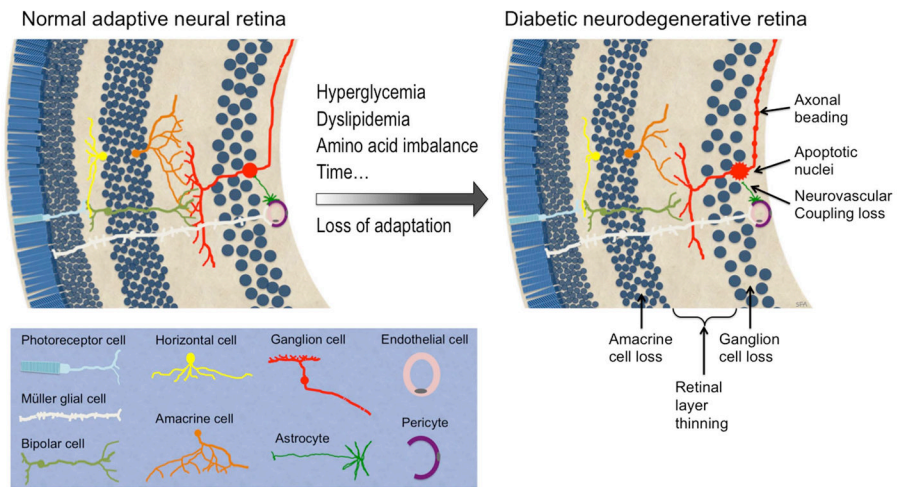 Normal adaptive neural retina
Diabetic neurodegenerative retina
Hyperglycemia
Dyslipidemia
Amino acid imbalance
Time...
Loss of adaptation
Axonal
beading
Apoptotic
nuclei
Neurovascular
Coupling loss
Amacrine
cell loss
Ganglion
cell loss
Retinal
layer
thinning
Photoreceptor cell
Horizontal cell
Ganglion cell
Endothelial cell
Müller glial cell
Amacrine cell
Pericyte
Bipolar cell
Astrocyte